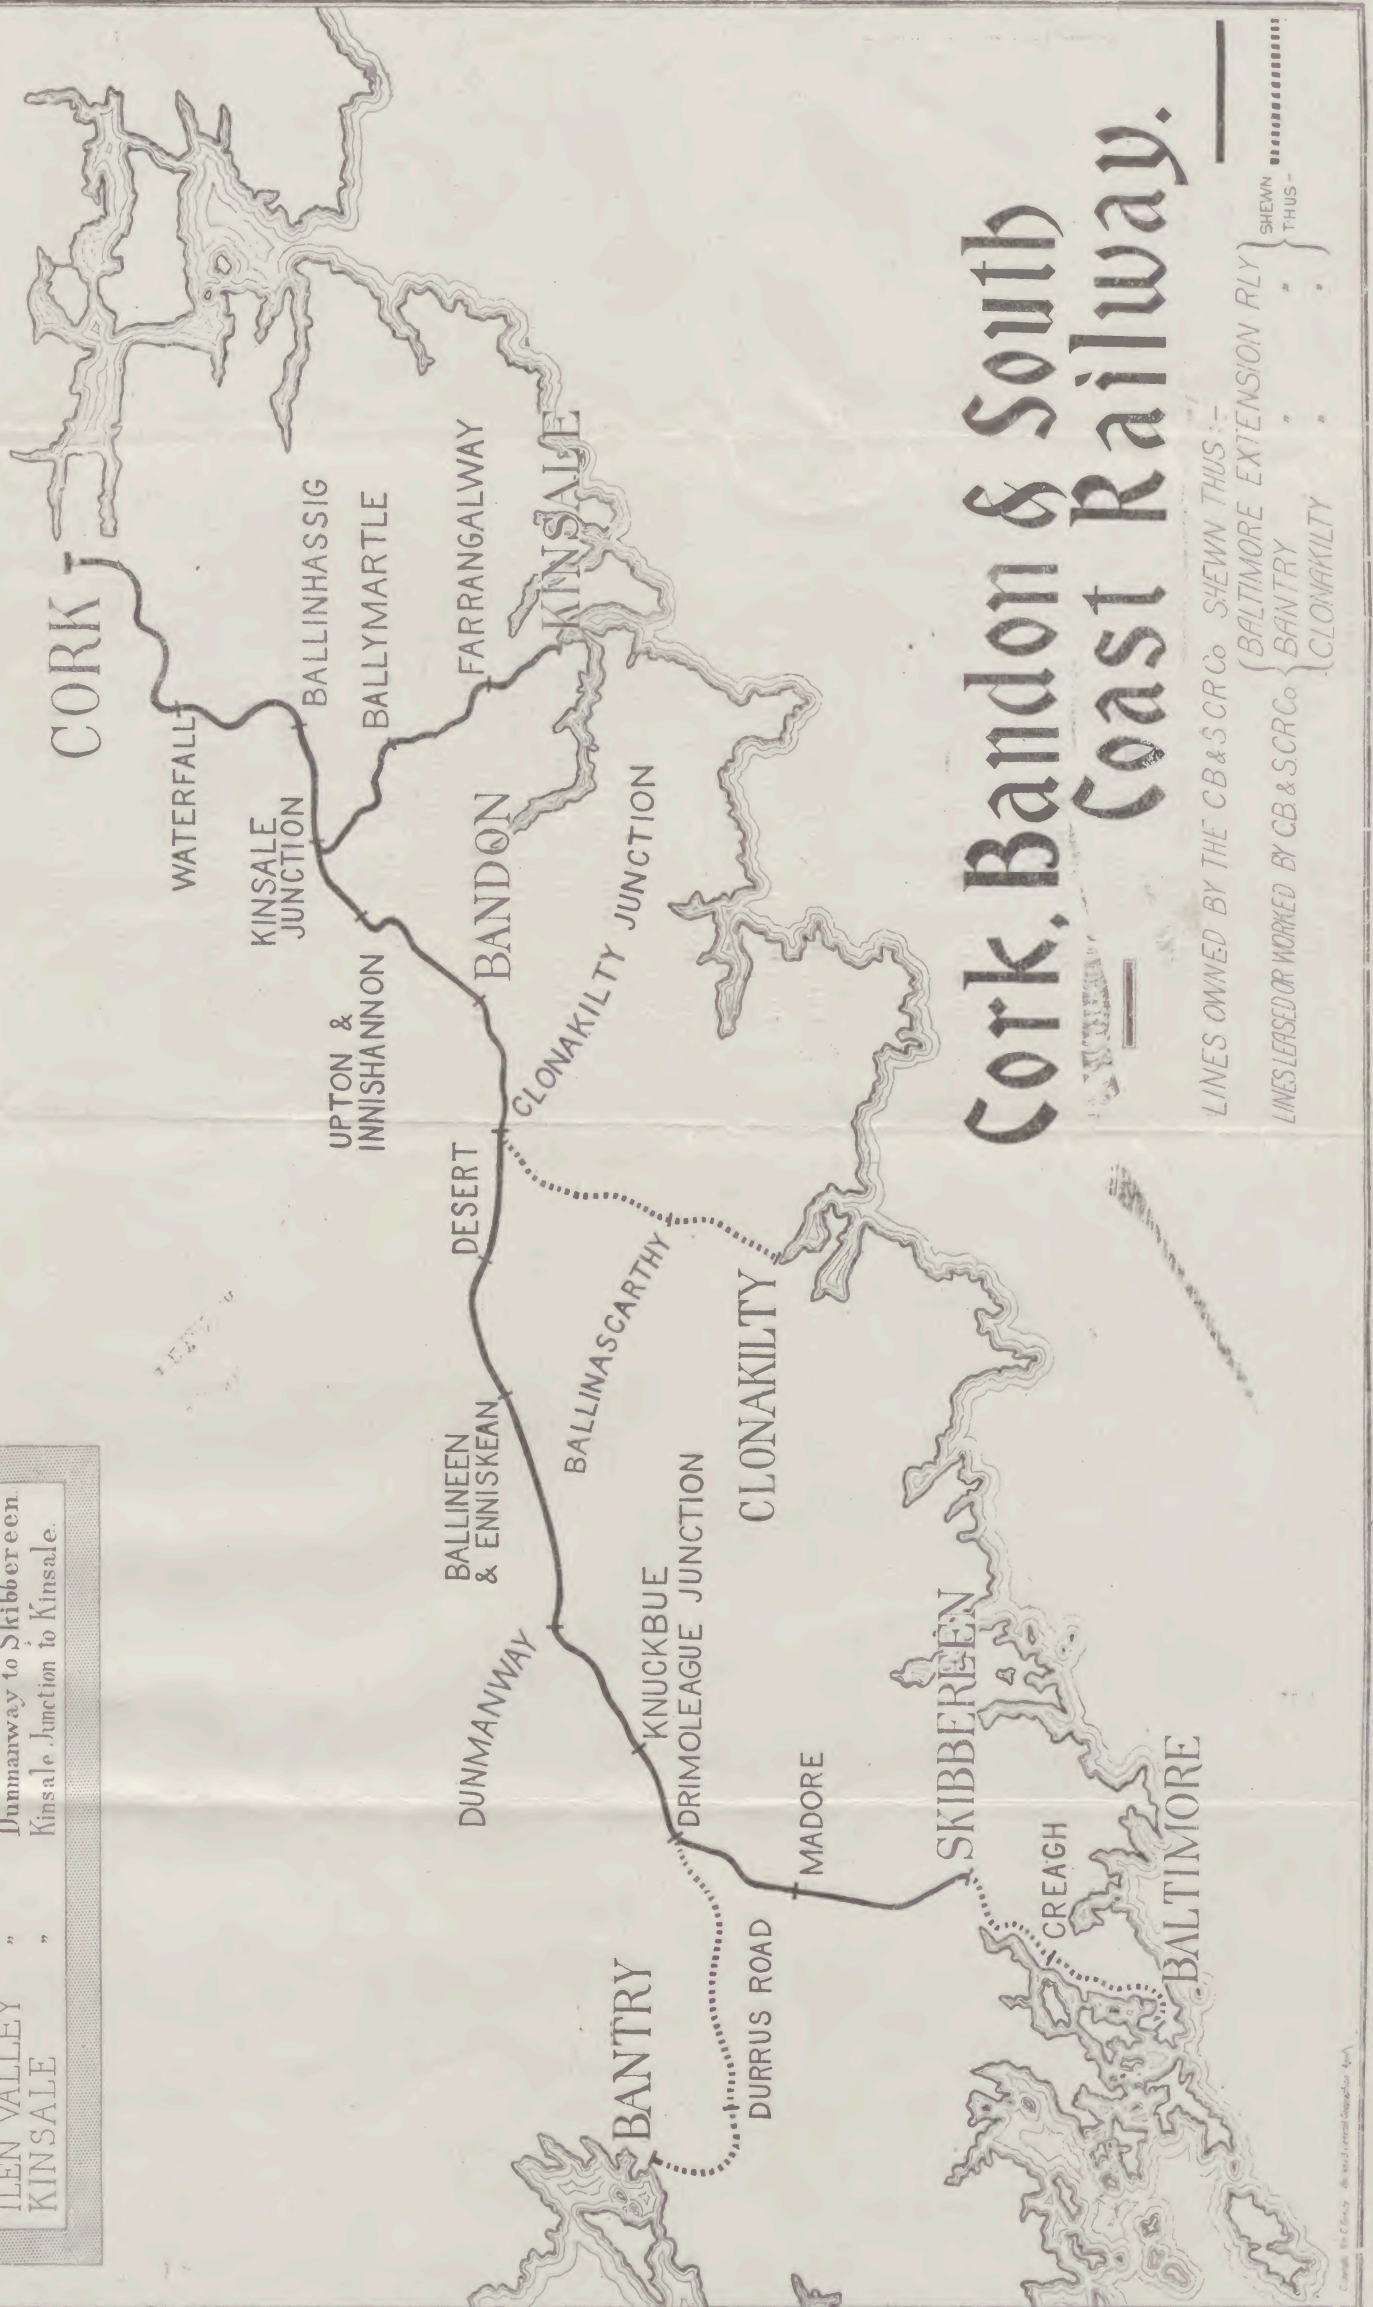 ILEN VALLEY " Dunmanway to Skibbereen.
KINSALE " Kinsale Junction to Kinsale.
CORK
WATERFALL
BALLINHASSIG
KINSALE
JUNCTION
BALLYMARTLE
FARRANGALWAY
KINSALE
UPTON &
INNISHANNON
BANDON
CLONAKILTY JUNCTION
DESERT
BALLINEEN
& ENNISKEAN
BALLINASCARTHY
CLONAKILTY
DUNMANWAY
KNUCKBUE
DRIMOLEAGUE JUNCTION
MADORE
BANTRY
DURRUS ROAD
SKIBBEREEN
CREAGH
BALTIMORE
Cork, Bandon & South
Coast Railway.
LINES OWNED BY THE C B & S C R Co SHEWN THUS:-
LINES LEASED OR WORKED BY C.B. & S.C.R Co. { BALTIMORE EXTENSION RLY } SHEWN
BANTRY " " THUS-
CLONAKILTY " "